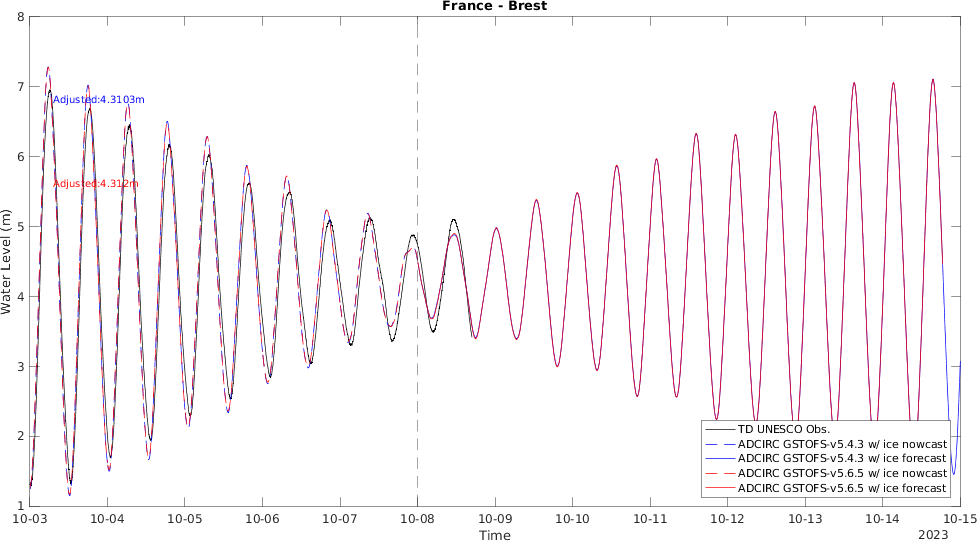 France - Brest
8
7
6
5
4
3
2
1
Water Level (m)
Adjusted:4.3103m
Adjusted:4.312m
TD UNESCO Obs.
ADCIRC GSTOFS-v5.4.3 w/ ice nowcast
ADCIRC GSTOFS-v5.4.3 w/ ice forecast
ADCIRC GSTOFS-v5.6.5 w/ ice nowcast
ADCIRC GSTOFS-v5.6.5 w/ ice forecast
10-03 10-04 10-05 10-06 10-07 10-08 10-09 10-10 10-11 10-12 10-13 10-14 10-15
Time
2023